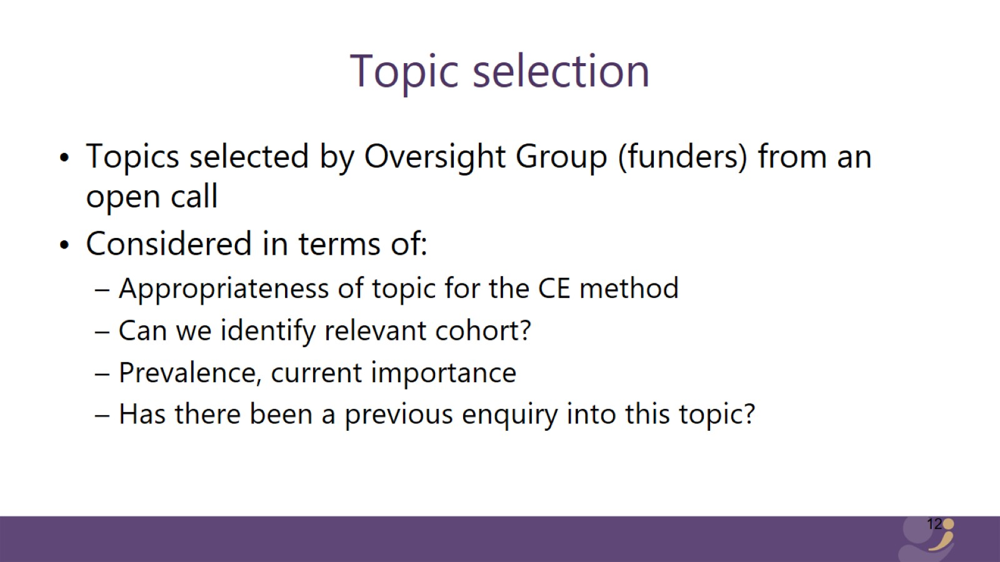 Topic selection
• Topics selected by Oversight Group (funders) from an
open call
• Considered in terms of:
– Appropriateness of topic for the CE method
– Can we identify relevant cohort?
– Prevalence, current importance
– Has there been a previous enquiry into this topic?
12